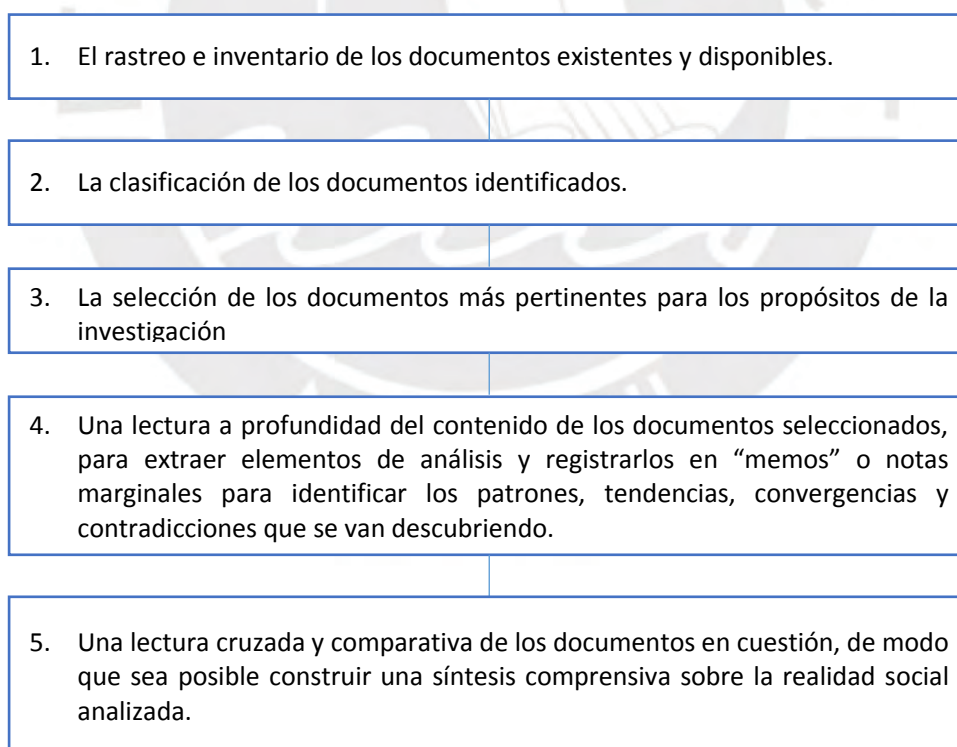 1. El rastreo e inventario de los documentos existentes y disponibles.
2. La clasificación de los documentos identificados.
3. La selección de los documentos más pertinentes para los propósitos de la
investigación
4. Una lectura a profundidad del contenido de los documentos seleccionados,
para extraer elementos de análisis y registrarlos en “memos” o notas
marginales para identificar los patrones, tendencias, convergencias y
contradicciones que se van descubriendo.
5. Una lectura cruzada y comparativa de los documentos en cuestión, de modo
que sea posible construir una síntesis comprensiva sobre la realidad social
analizada.